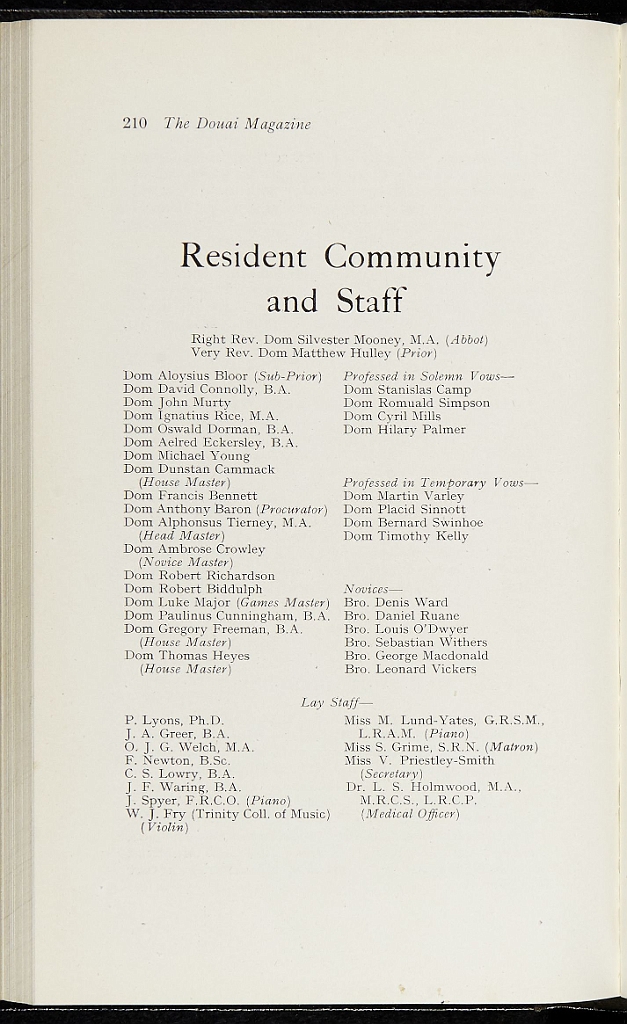 210 The Douai Magazine
Resident Community
and Staff
Right Rev. Dom Silvester Mooney, M.A. (Abbot)
Very Rev. Dom Matthew Hulley (Prior)
Dom Aloysius Bloor (Sub-Prior)
Dom David Connolly, B.A.
Dom John Murty
Dom Ignatius Rice, M.A.
Dom Oswald Dorman, B.A.
Dom Aelred Eckersley, B.A.
Dom Michael Young
Dom Dunstan Cammack
(House Master)
Dom Francis Bennett
Dom Anthony Baron (Procurator)
Dom Alphonsus Tierney, M.A.
(Head Master)
Dom Ambrose Crowley
(Novice Master)
Dom Robert Richardson
Dom Robert Biddulph
Dom Luke Major (Games Master)
Dom Paulinus Cunningham, B.A.
Dom Gregory Freeman, B.A.
(House Master)
Dom Thomas Heyes
(House Master)
Professed in Solemn Vows—
Dom Stanislas Camp
Dom Romuald Simpson
Dom Cyril Mills
Dom Hilary Palmer
Professed in Temporary Vows—
Dom Martin Varley
Dom Placid Sinnott
Dom Bernard Swinhoe
Dom Timothy Kelly
Novices—
Bro. Denis Ward
Bro. Daniel Ruane
Bro. Louis O'Dwyer
Bro. Sebastian Withers
Bro. George Macdonald
Bro. Leonard Vickers
Lay Staff—
P. Lyons, Ph.D.
J. A. Greer, B.A.
O. J. G. Welch, M.A.
F. Newton, B.Sc.
C. S. Lowry, B.A.
J. F. Waring, B.A.
J. Spyer, F.R.C.O. (Piano)
W. J. Fry (Trinity Coll. of Music)
(Violin)
Miss M. Lund-Yates, G.R.S.M.,
L.R.A.M. (Piano)
Miss S. Grime, S.R.N. (Matron)
Miss V. Priestley-Smith
(Secretary)
Dr. L. S. Holmwood, M.A.,
M.R.C.S., L.R.C.P.
(Medical Officer)